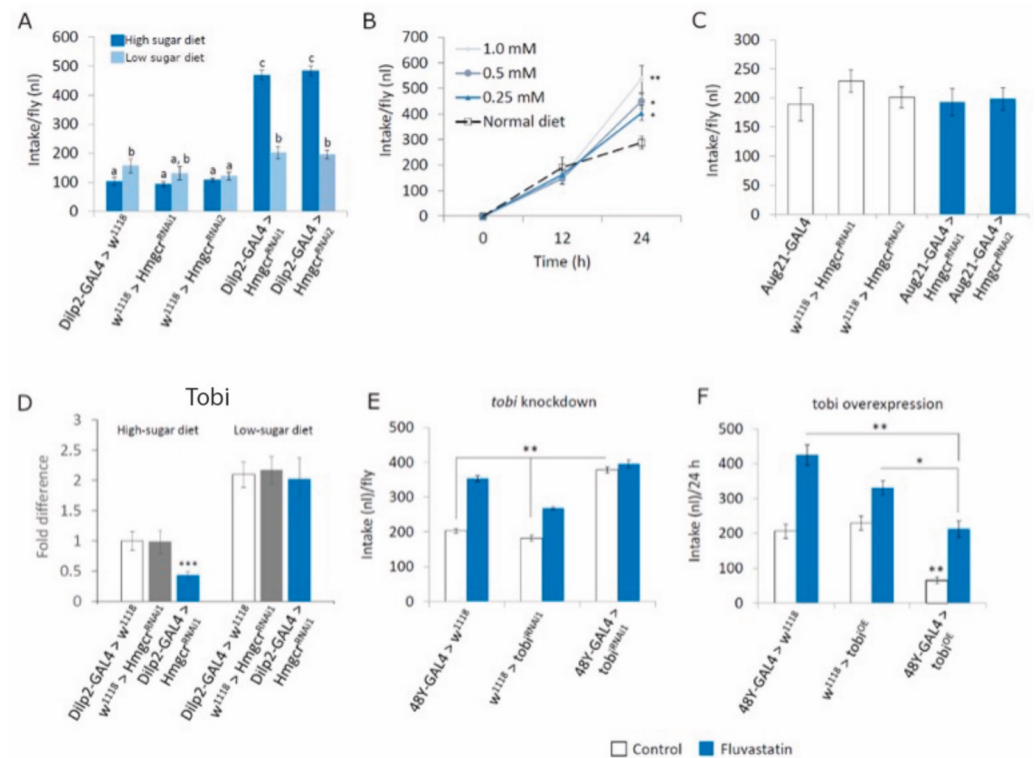 A
Intake/fly (nl)
600
500
400
300
200
100
0
High sugar diet
Low sugar diet
a
b
a
a, b
a
a
c
b
c
b
Dilp2-GAL4 > w1118
w1118 > HmgcrRNAi1
w1118 > HmgcrRNAi2
Dilp2-GAL4 >
HmgcrRNAi1
Dilp2-GAL4 >
HmgcrRNAi2
B
Intake/fly (nl)
700
600
500
400
300
200
100
0
1.0 mM
0.5 mM
0.25 mM
Normal diet
**
*
*
0
12
24
Time (h)
C
Intake/fly (nl)
300
250
200
150
100
50
0
Aug21-GAL4
w1118 > HmgcrRNAi1
w1118 > HmgcrRNAi2
Aug21-GAL4 >
HmgcrRNAi1
Aug21-GAL4 >
HmgcrRNAi2
D
Tobi
Fold difference
3
2.5
2
1.5
1
0.5
0
High-sugar diet
Low-sugar diet
***
Dilp2-GAL4 > w1118
w1118 > HmgcrRNAi1
Dilp2-GAL4 >
HmgcrRNAi1
Dilp2-GAL4 > w1118
w1118 > HmgcrRNAi1
Dilp2-GAL4 >
HmgcrRNAi1
E
tobi knockdown
Intake (nl)/fly
500
400
300
200
100
0
**
48Y-GAL4 > w1118
w1118 > tobiRNAi1
48Y-GAL4 >
tobiRNAi1
F
tobi overexpression
Intake (nl)/24 h
500
400
300
200
100
0
**
*
**
48Y-GAL4 > w1118
w1118 > tobiOE
48Y-GAL4 >
tobiOE
Control
Fluvastatin